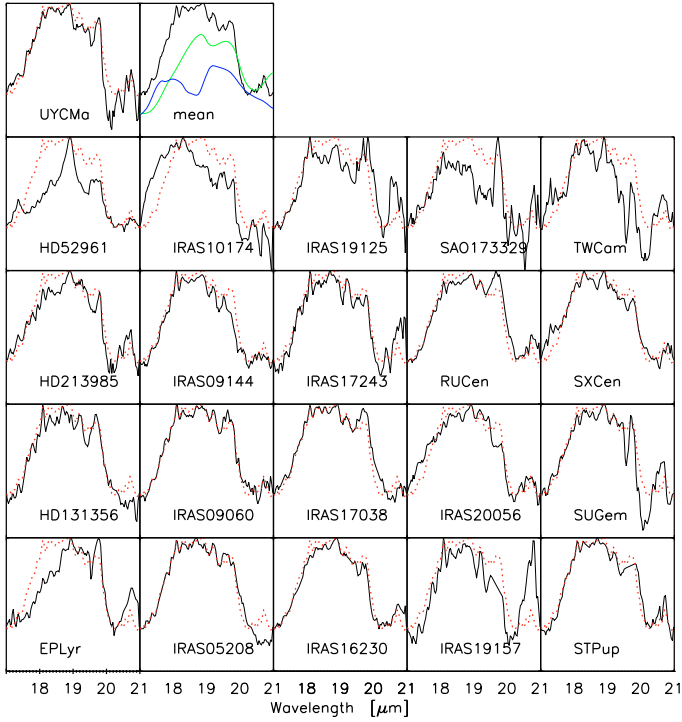 UYCMa mean
HD52961 IRAS10174 IRAS19125 SAO173329 TWCam
HD213985 IRAS09144 IRAS17243 RUCen SXCen
HD131356 IRAS09060 IRAS17038 IRAS20056 SUGem
EPLyr IRAS05208 IRAS16230 IRAS19157 STPup
18 19 20 21 18 19 20 21 18 19 20 21 18 19 20 21 18 19 20 21
Wavelength [μm]